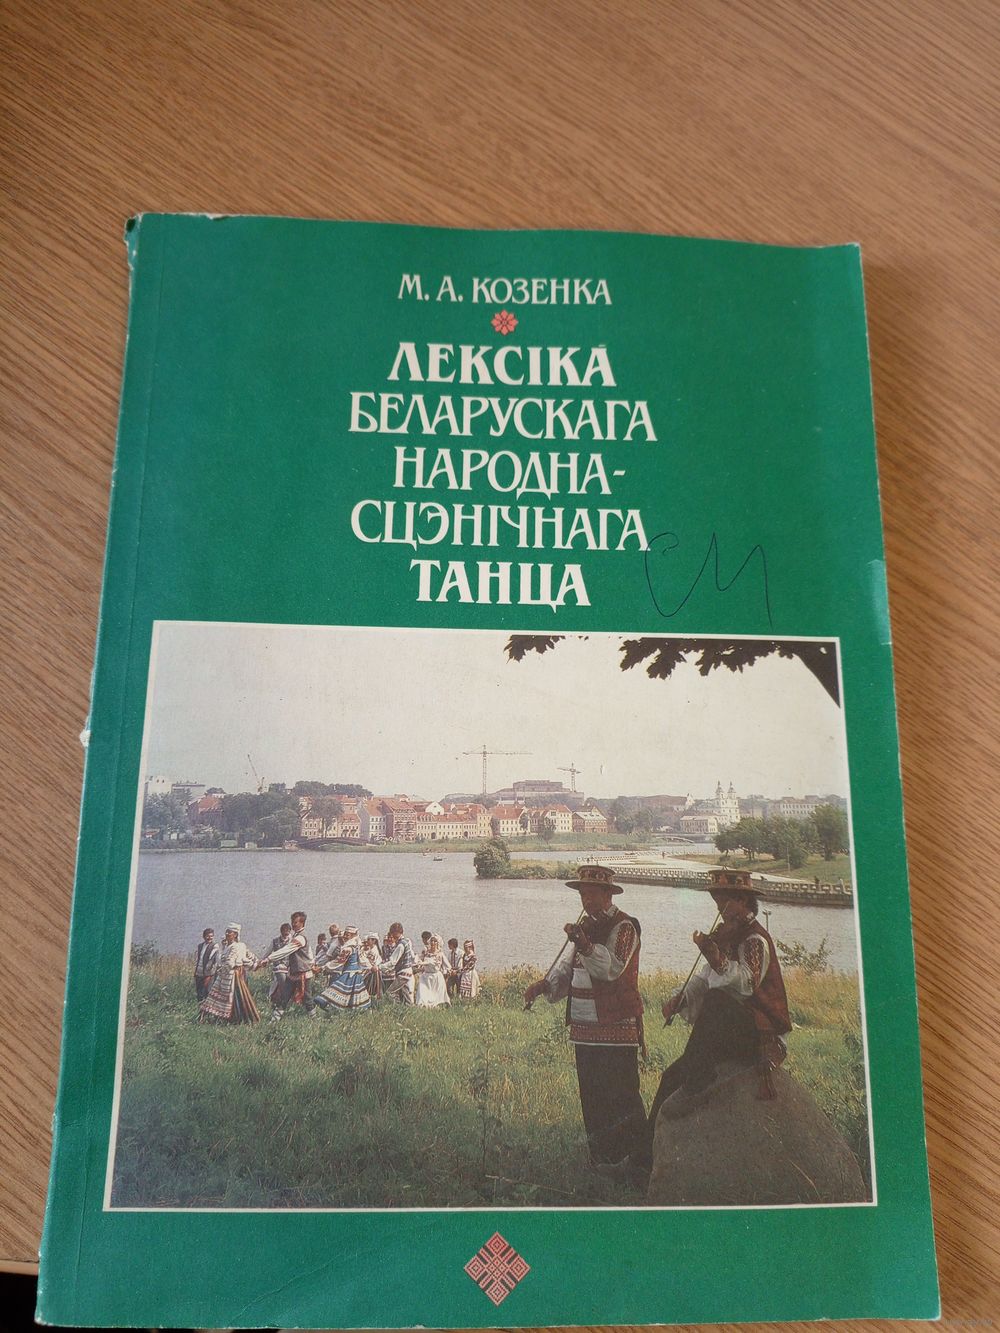 М. А. КОЗЕНКА
ЛЕКСІКА
БЕЛАРУСКАГА
НАРОДНА-
СЦЭНІЧНАГА
ТАНЦА